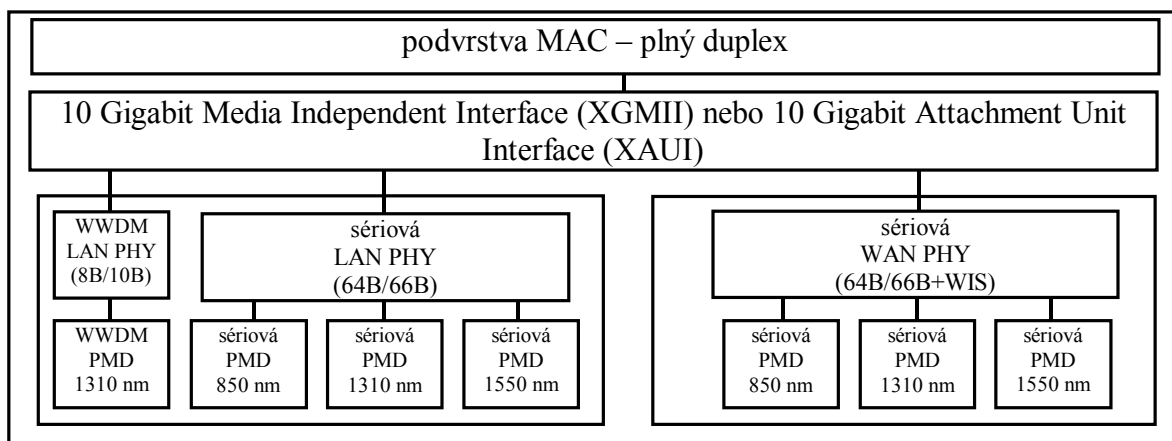 podvrstva MAC – plný duplex
10 Gigabit Media Independent Interface (XGMII) nebo 10 Gigabit Attachment Unit
Interface (XAUI)
WWDM
LAN PHY
(8B/10B)
sériová
LAN PHY
(64B/66B)
sériová
WAN PHY
(64B/66B+WIS)
WWDM
PMD
1310 nm
sériová
PMD
850 nm
sériová
PMD
1310 nm
sériová
PMD
1550 nm
sériová
PMD
850 nm
sériová
PMD
1310 nm
sériová
PMD
1550 nm